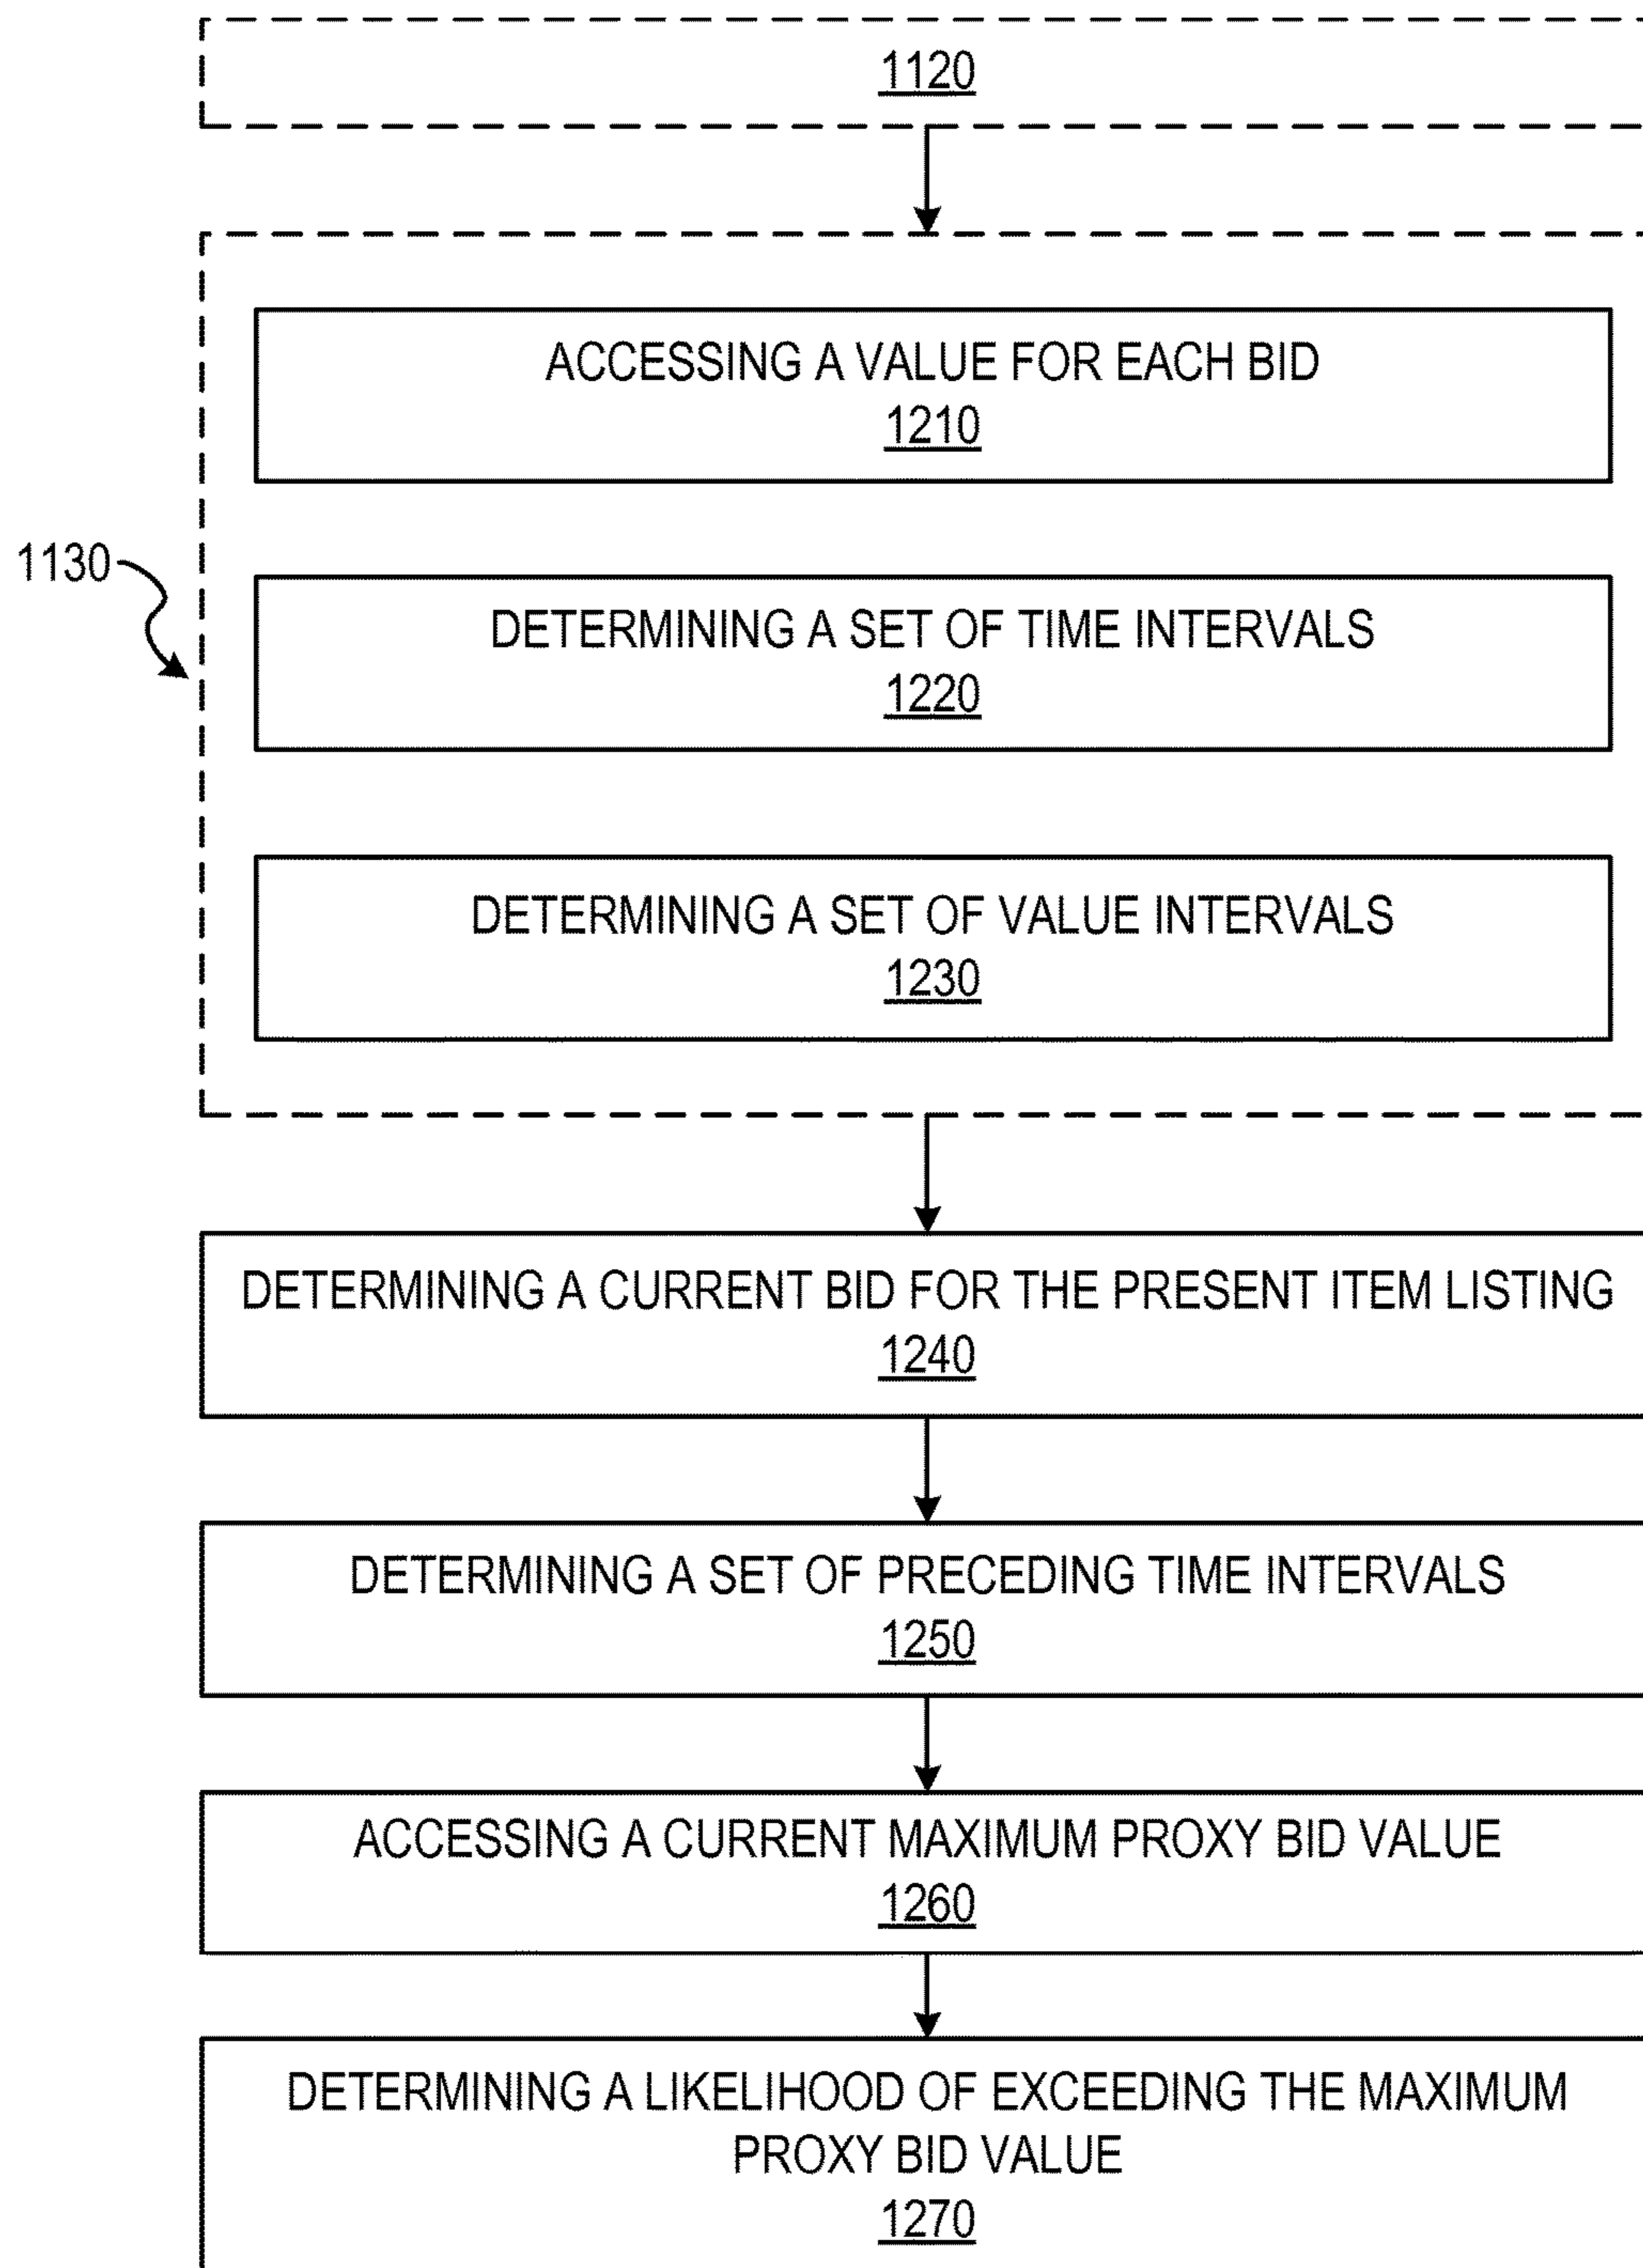 1120
ACCESSING A VALUE FOR EACH BID
1210
1130
DETERMINING A SET OF TIME INTERVALS
1220
DETERMINING A SET OF VALUE INTERVALS
1230
DETERMINING A CURRENT BID FOR THE PRESENT ITEM LISTING
1240
DETERMINING A SET OF PRECEDING TIME INTERVALS
1250
ACCESSING A CURRENT MAXIMUM PROXY BID VALUE
1260
DETERMINING A LIKELIHOOD OF EXCEEDING THE MAXIMUM
PROXY BID VALUE
1270